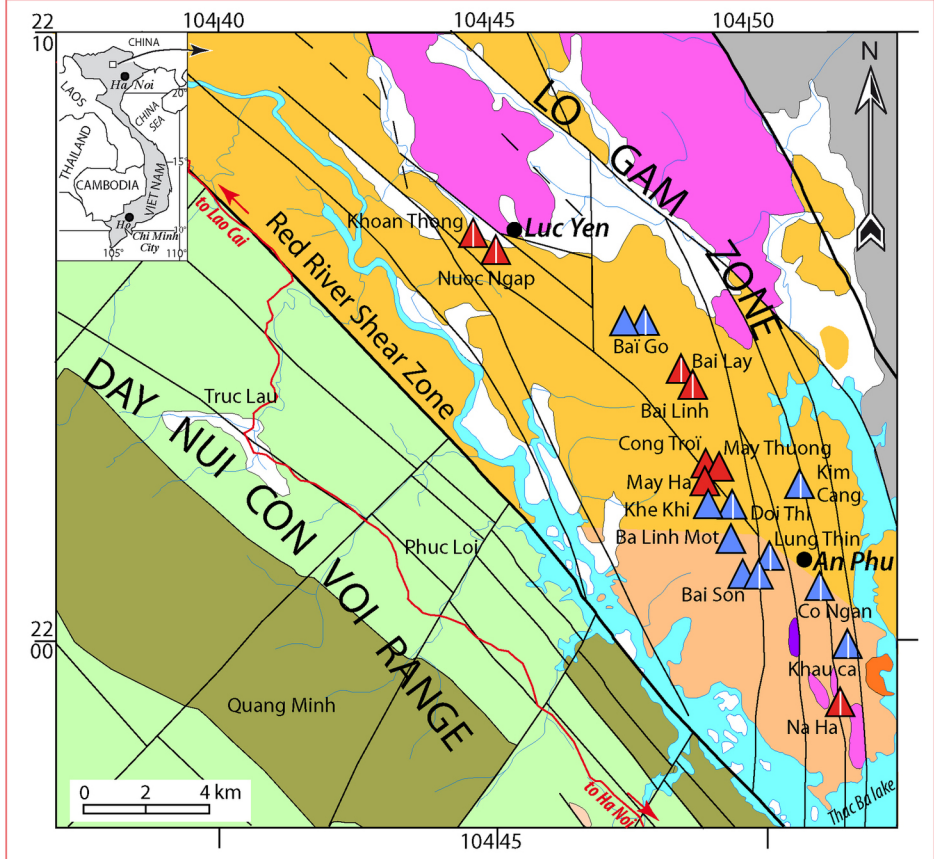 104 40
104 45
104 50
22
10
CHINA
N
Ha Noi
LAOS
20°
CHINA
SEA
THAILAND
15°
CAMBODIA
VIET NAM
Ho
Chi Minh
City
10°
105°
110°
LO
GAM
ZONE
to Lao Cai
Khoan Thong
Luc Yen
Nuoc Ngap
Red River Shear Zone
Baï Go
Bai Lay
Bai Linh
DAY
NUI
CON
VOI
RANGE
Truc Lau
Cong Troï
May Thuong
May Ha
Kim
Cang
Khe Khi
Doi Thi
Ba Linh Mot
Lung Thin
Phuc Loi
An Phu
Bai Son
Co Ngan
22
00
Khau ca
Quang Minh
Na Ha
0 2 4 km
to Ha Noi
Thac Ba lake
104 45